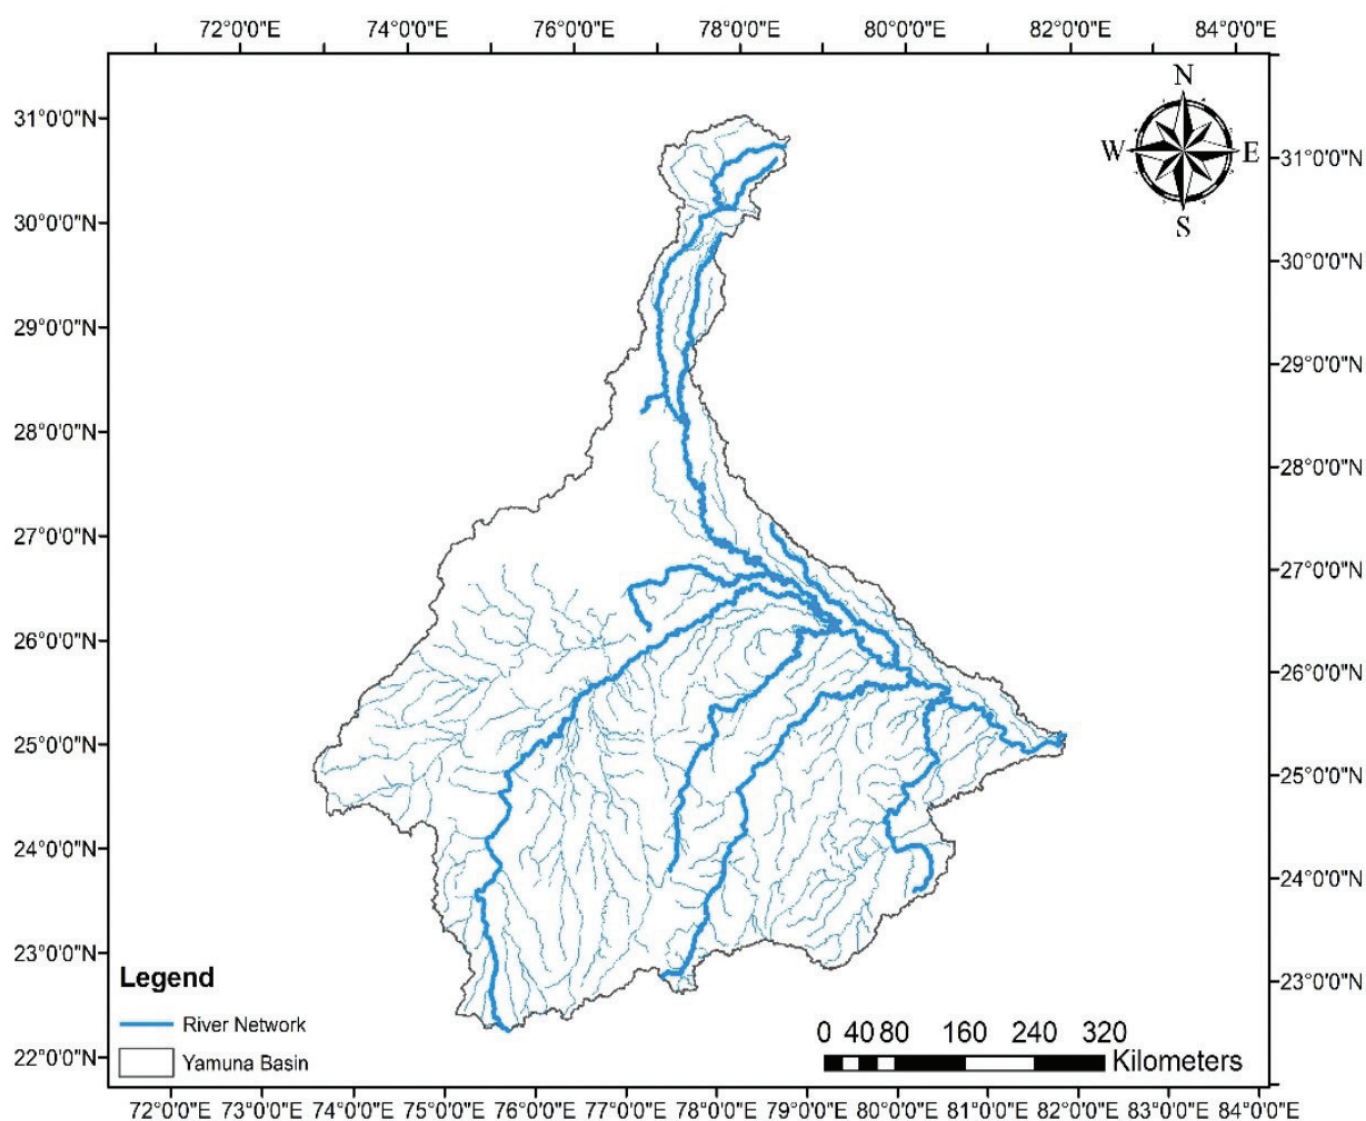 72°0'0"E 74°0'0"E 76°0'0"E 78°0'0"E 80°0'0"E 82°0'0"E 84°0'0"E
N
W E
S
31°0'0"N
30°0'0"N
29°0'0"N
28°0'0"N
27°0'0"N
26°0'0"N
25°0'0"N
24°0'0"N
23°0'0"N
22°0'0"N
31°0'0"N
30°0'0"N
29°0'0"N
28°0'0"N
27°0'0"N
26°0'0"N
25°0'0"N
24°0'0"N
23°0'0"N
Legend
River Network
Yamuna Basin
0 40 80 160 240 320
Kilometers
72°0'0"E 73°0'0"E 74°0'0"E 75°0'0"E 76°0'0"E 77°0'0"E 78°0'0"E 79°0'0"E 80°0'0"E 81°0'0"E 82°0'0"E 83°0'0"E 84°0'0"E